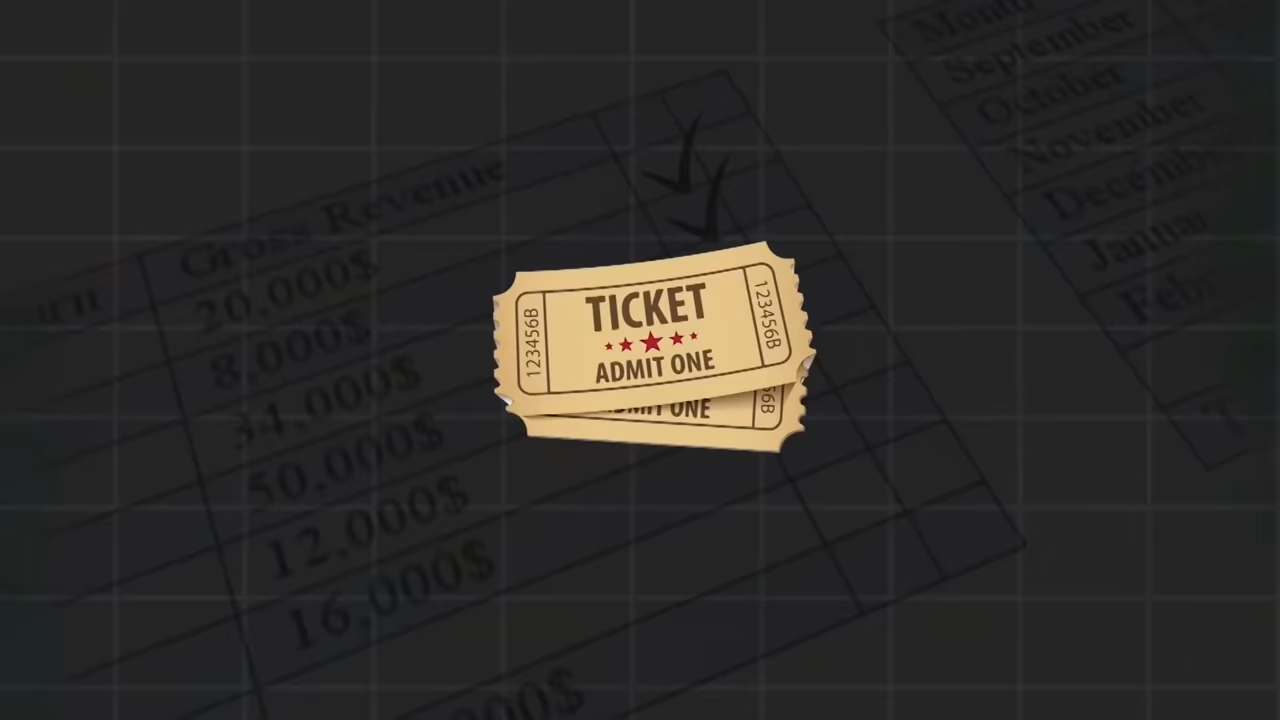 Month
September
October
November
Gross Revenue
20,000$
8,000$
34,000$
50,000$
12,000$
16,000$
TICKET
ADMIT ONE
123456B
123456B
ADMIT ONE